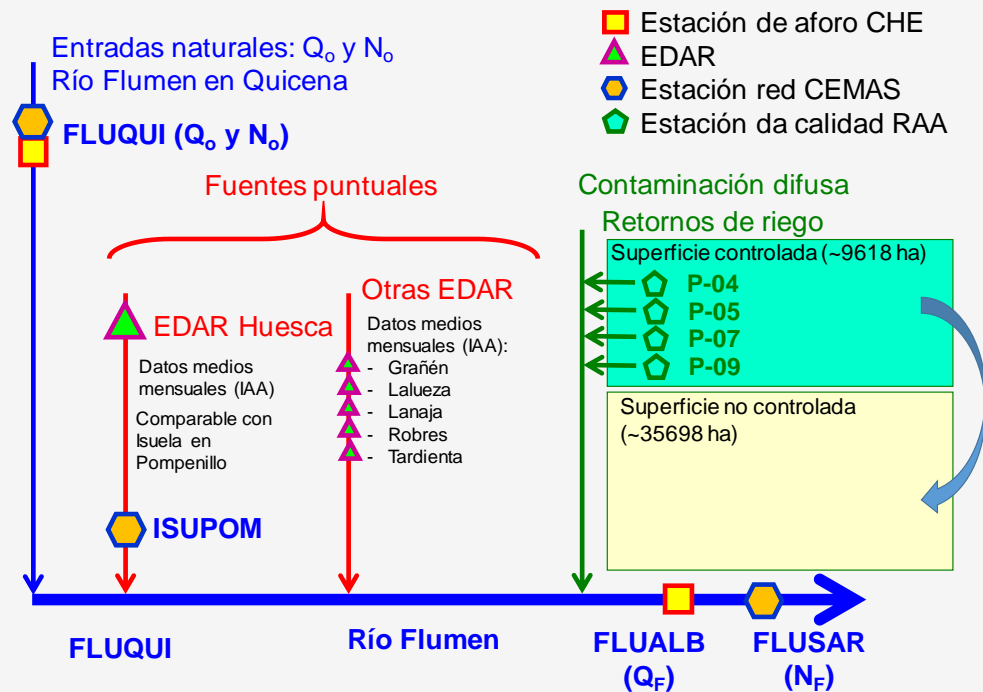 Estación de aforo CHE
EDAR
Estación red CEMAS
Estación da calidad RAA
Entradas naturales: Qₒ y Nₒ
Río Flumen en Quicena
FLUQUI (Qₒ y Nₒ)
Fuentes puntuales
EDAR Huesca
Datos medios
mensuales (IAA)
Comparable con
Isuela en
Pompenillo
ISUPOM
Otras EDAR
Datos medios
mensuales (IAA):
- Grañén
- Lalueza
- Lanaja
- Robres
- Tardienta
Contaminación difusa
Retornos de riego
Superficie controlada (~9618 ha)
P-04
P-05
P-07
P-09
Superficie no controlada
(~35698 ha)
FLUQUI
Río Flumen
FLUALB
(Q_F)
FLUSAR
(N_F)